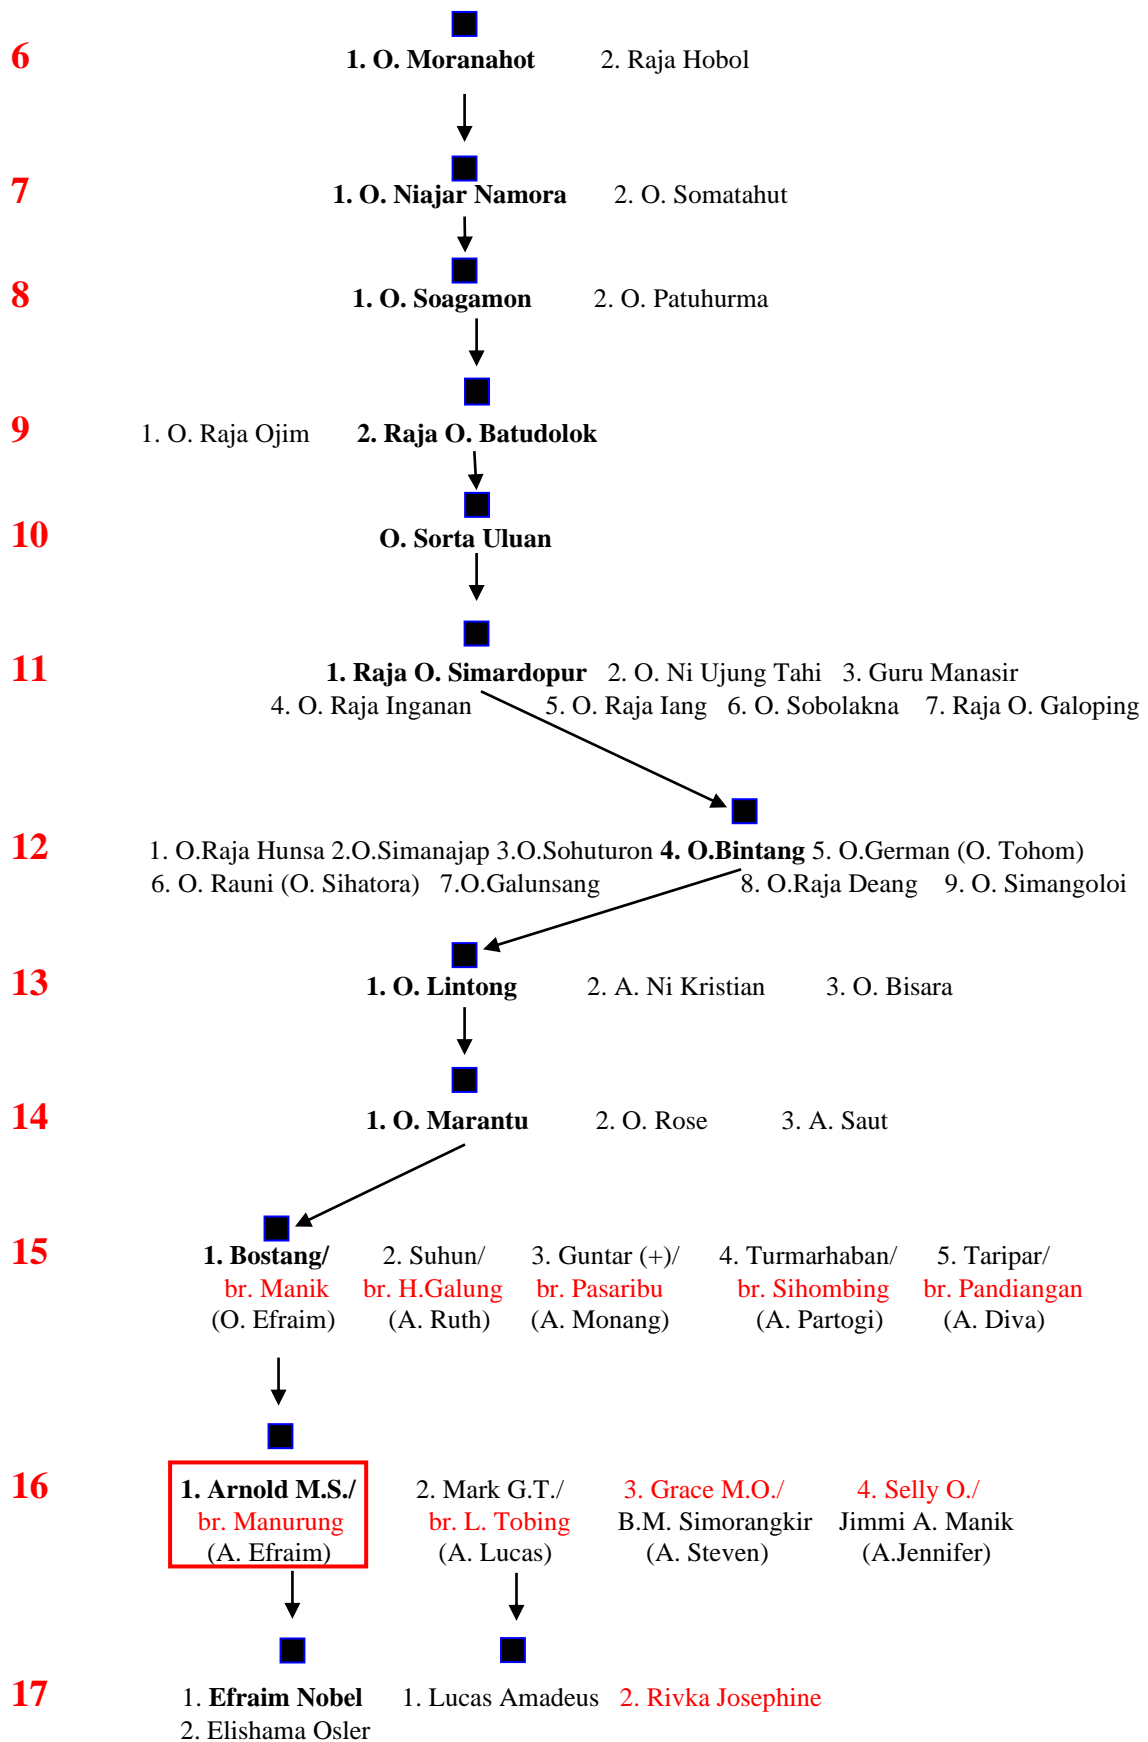 6 1. O. Moranahot 2. Raja Hobol
7 1. O. Niajar Namora 2. O. Somatahut
8 1. O. Soagamon 2. O. Patuhurma
9 1. O. Raja Ojim 2. Raja O. Batudolok
10 O. Sorta Uluan
11 1. Raja O. Simardopur 2. O. Ni Ujung Tahi 3. Guru Manasir
4. O. Raja Inganan 5. O. Raja Iang 6. O. Sobolakna 7. Raja O. Galoping
12 1. O.Raja Hunsa 2.O.Simanajap 3.O.Sohuturon 4. O.Bintang 5. O.German (O. Tohom)
6. O. Rauni (O. Sihatora) 7.O.Galunsang 8. O.Raja Deang 9. O. Simangoloi
13 1. O. Lintong 2. A. Ni Kristian 3. O. Bisara
14 1. O. Marantu 2. O. Rose 3. A. Saut
15 1. Bostang/ 2. Suhun/ 3. Guntar (+)/ 4. Turmarhaban/ 5. Taripar/
br. Manik br. H.Galung br. Pasaribu br. Sihombing br. Pandiangan
(O. Efraim) (A. Ruth) (A. Monang) (A. Partogi) (A. Diva)
16 1. Arnold M.S./ 2. Mark G.T./ 3. Grace M.O./ 4. Selly O./
br. Manurung br. L. Tobing B.M. Simorangkir Jimmi A. Manik
(A. Efraim) (A. Lucas) (A. Steven) (A.Jennifer)
17 1. Efraim Nobel 1. Lucas Amadeus 2. Rivka Josephine
2. Elishama Osler